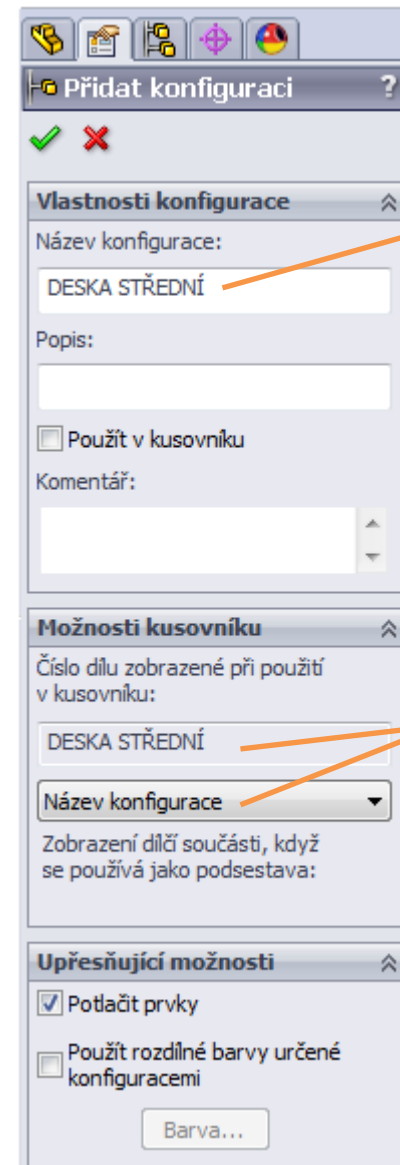 Přidat konfiguraci ?
Vlastnosti konfigurace
Název konfigurace:
DESKA STŘEDNÍ
Popis:
Použít v kusovníku
Komentář:
Možnosti kusovníku
Číslo dílu zobrazené při použití
v kusovníku:
DESKA STŘEDNÍ
Název konfigurace
Zobrazení dílčí součásti, když
se používá jako podsestava:
Upřesňující možnosti
Potlačit prvky
Použít rozdílné barvy určené
konfiguracemi
Barva...